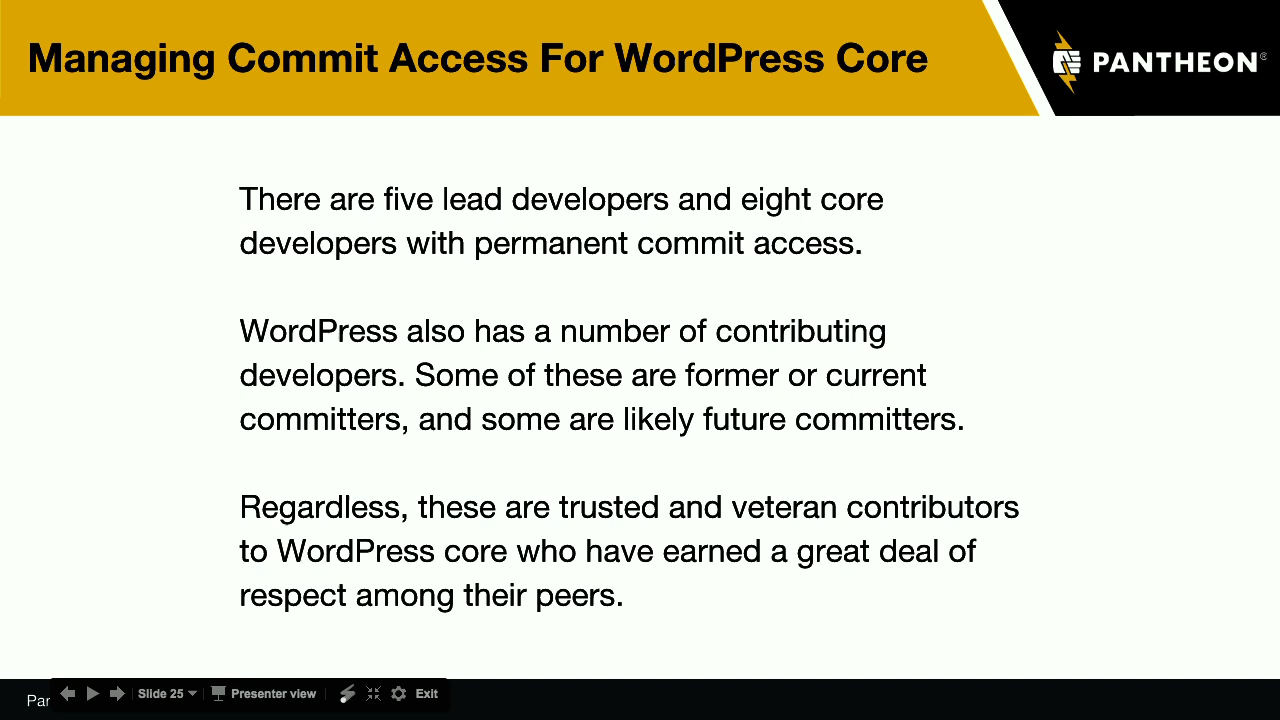 Managing Commit Access For WordPress Core
PANTHEON®
There are five lead developers and eight core
developers with permanent commit access.
WordPress also has a number of contributing
developers. Some of these are former or current
committers, and some are likely future committers.
Regardless, these are trusted and veteran contributors
to WordPress core who have earned a great deal of
respect among their peers.
Slide 25
Presenter view
Exit